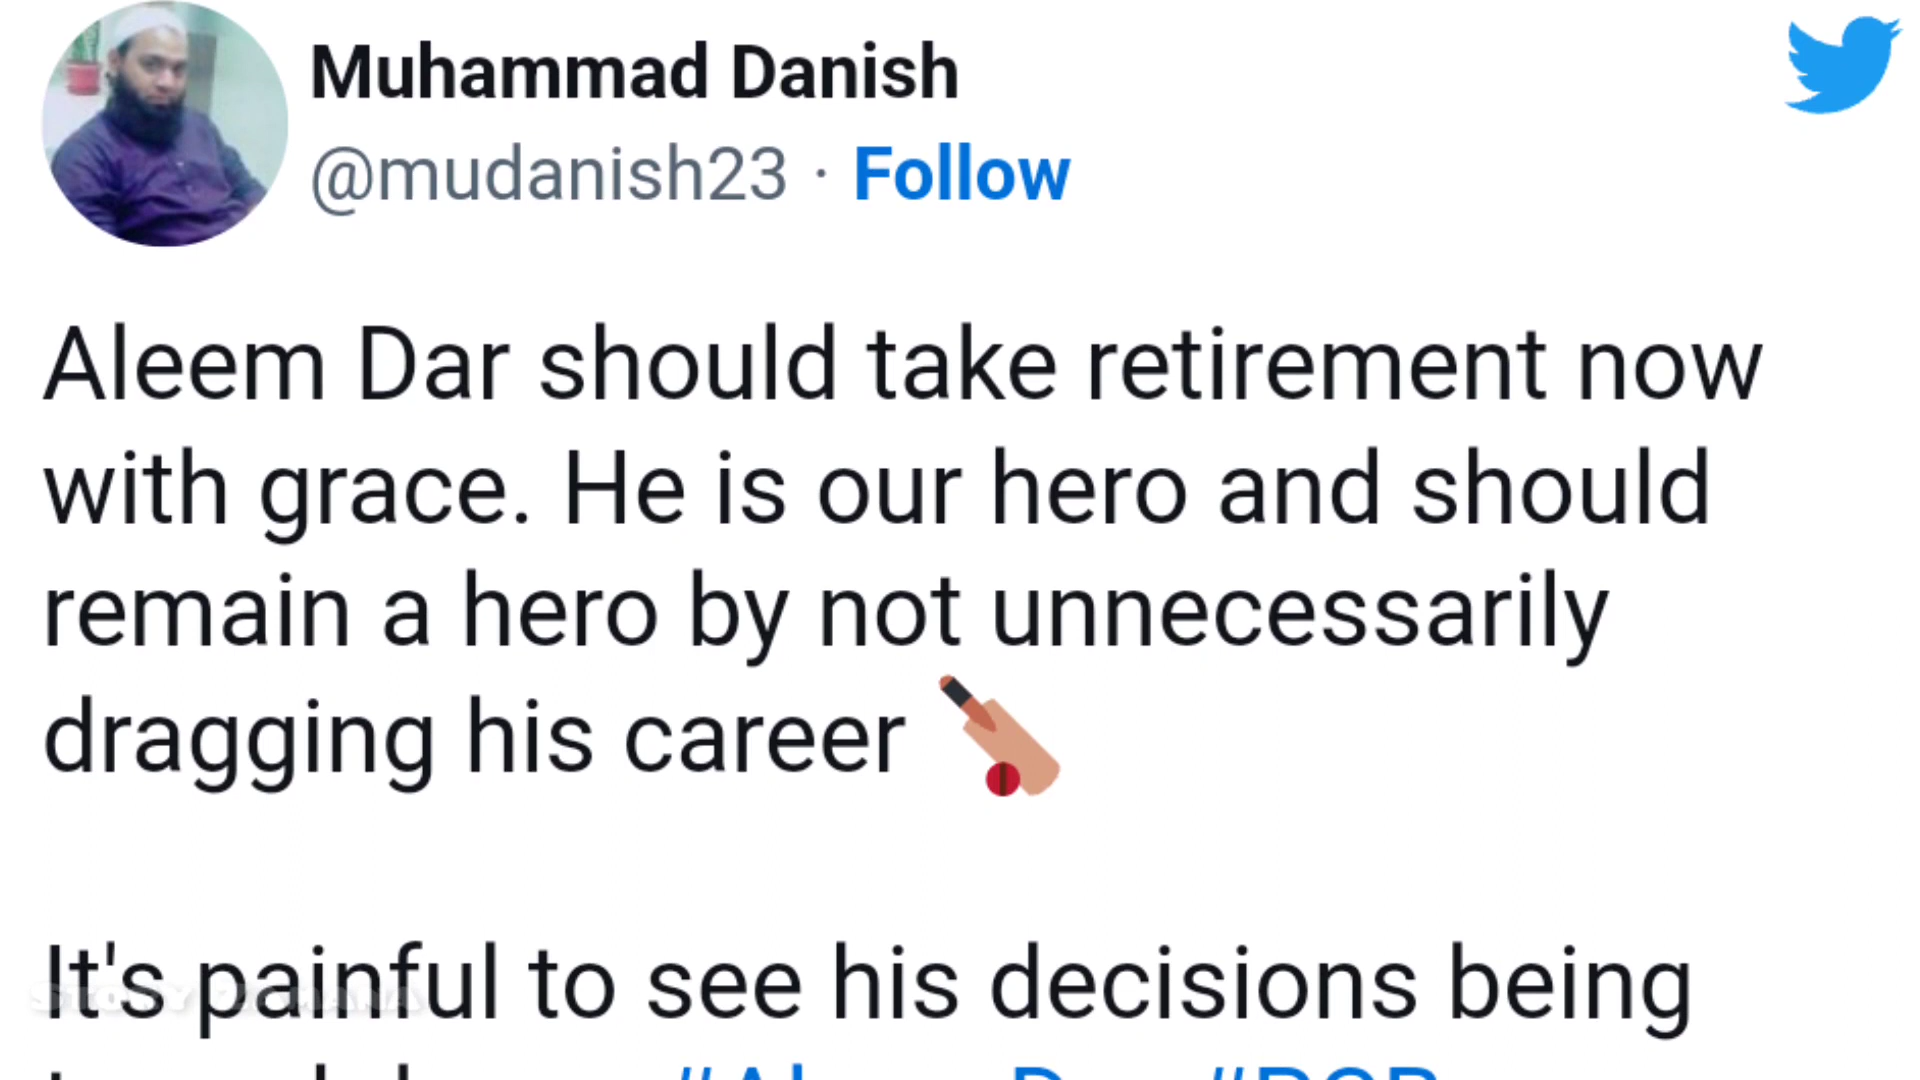 Muhammad Danish
@mudanish23 · Follow
Aleem Dar should take retirement now
with grace. He is our hero and should
remain a hero by not unnecessarily
dragging his career 🏏
It's painful to see his decisions being